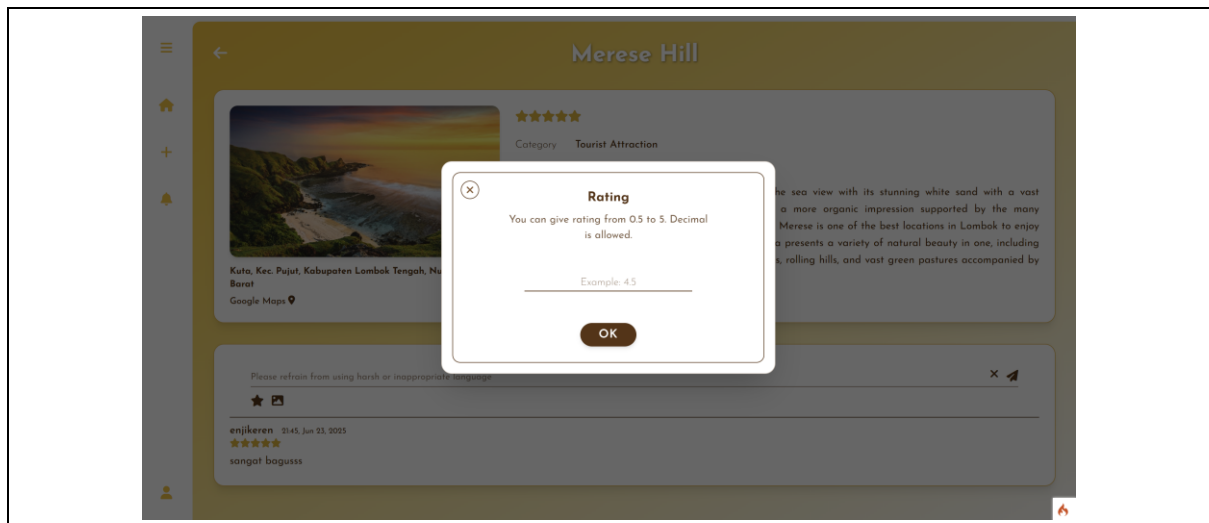 Merese Hill
Category Tourist Attraction
he sea view with its stunning white sand with a vast
a more organic impression supported by the many
Merese is one of the best locations in Lombok to enjoy
presents a variety of natural beauty in one, including
rolling hills, and vast green pastures accompanied by
Kuta, Kec. Pujut, Kabupaten Lombok Tengah, Nu
Barat
Google Maps
Rating
You can give rating from 0.5 to 5. Decimal
is allowed.
Example: 4.5
OK
Please refrain from using harsh or inappropriate language
enjikeren 21:45, Jun 23, 2025
sangat bagusss